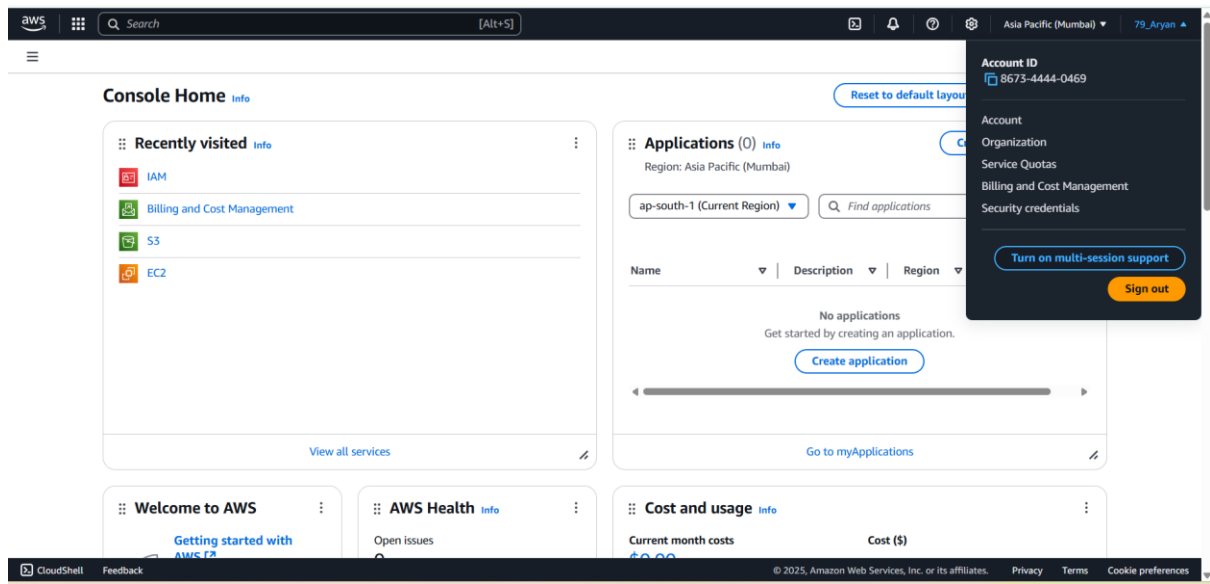 aws
Search [Alt+S]
Asia Pacific (Mumbai) ▼
79_Aryan ▲
Account ID
8673-4444-0469
Account
Organization
Service Quotas
Billing and Cost Management
Security credentials
Turn on multi-session support
Sign out
Console Home Info
Reset to default layou
Recently visited Info
IAM
Billing and Cost Management
S3
EC2
View all services
Applications (0) Info
Region: Asia Pacific (Mumbai)
ap-south-1 (Current Region) ▼
Find applications
Name
Description
Region
No applications
Get started by creating an application.
Create application
Go to myApplications
Welcome to AWS
Getting started with
AWS
AWS Health Info
Open issues
0
Cost and usage Info
Current month costs
$0.00
Cost ($)
CloudShell
Feedback
© 2025, Amazon Web Services, Inc. or its affiliates.
Privacy
Terms
Cookie preferences